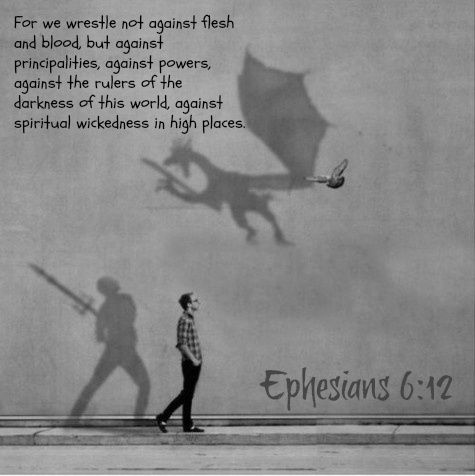 For we wrestle not against flesh
and blood, but against
principalities, against powers,
against the rulers of the
darkness of this world, against
spiritual wickedness in high places.
Ephesians 6:12